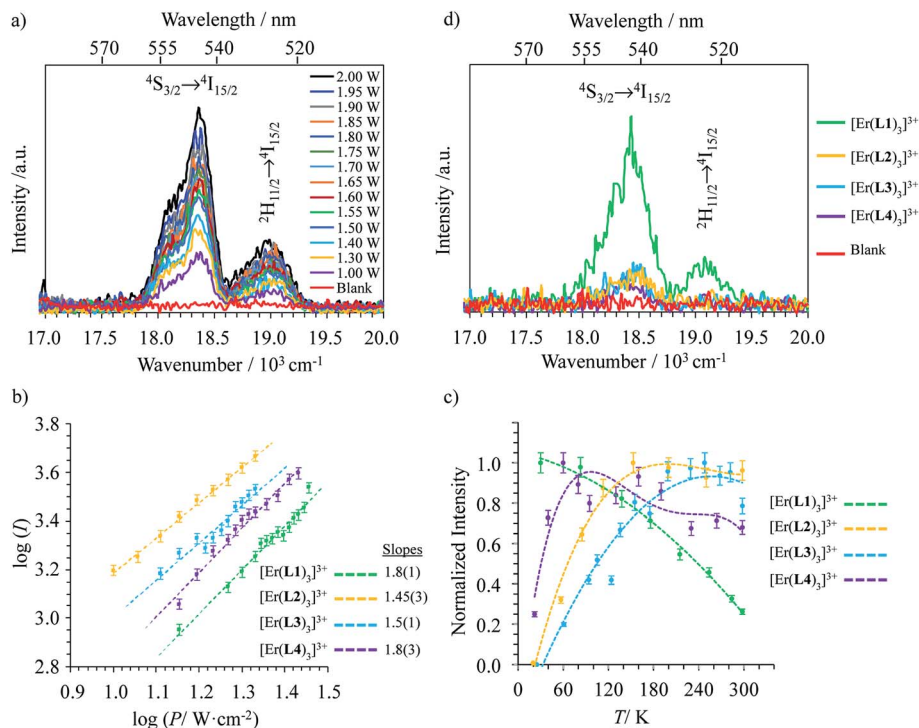 a)
Wavelength / nm
570 555 540 520
⁴S₃/₂→⁴I₁₅/₂
²H₁₁/₂→⁴I₁₅/₂
2.00 W
1.95 W
1.90 W
1.85 W
1.80 W
1.75 W
1.70 W
1.65 W
1.60 W
1.55 W
1.50 W
1.40 W
1.30 W
1.00 W
Blank
Intensity /a.u.
17.0 18.0 19.0 20.0
Wavenumber / 10³ cm⁻¹
d)
Wavelength / nm
570 555 540 520
⁴S₃/₂→⁴I₁₅/₂
²H₁₁/₂→⁴I₁₅/₂
Intensity /a.u.
17.0 17.5 18.0 18.5 19.0 19.5 20.0
Wavenumber / 10³ cm⁻¹
[Er(L1)₃]³⁺
[Er(L2)₃]³⁺
[Er(L3)₃]³⁺
[Er(L4)₃]³⁺
Blank
b)
log (I)
3.8
3.6
3.4
3.2
3.0
2.8
0.9 1.0 1.1 1.2 1.3 1.4 1.5
log (P/ W·cm⁻²)
Slopes
[Er(L1)₃]³⁺ 1.8(1)
[Er(L2)₃]³⁺ 1.45(3)
[Er(L3)₃]³⁺ 1.5(1)
[Er(L4)₃]³⁺ 1.8(3)
c)
Normalized Intensity
1.0
0.8
0.6
0.4
0.2
0.0
0 60 120 180 240 300
T/ K
[Er(L1)₃]³⁺
[Er(L2)₃]³⁺
[Er(L3)₃]³⁺
[Er(L4)₃]³⁺